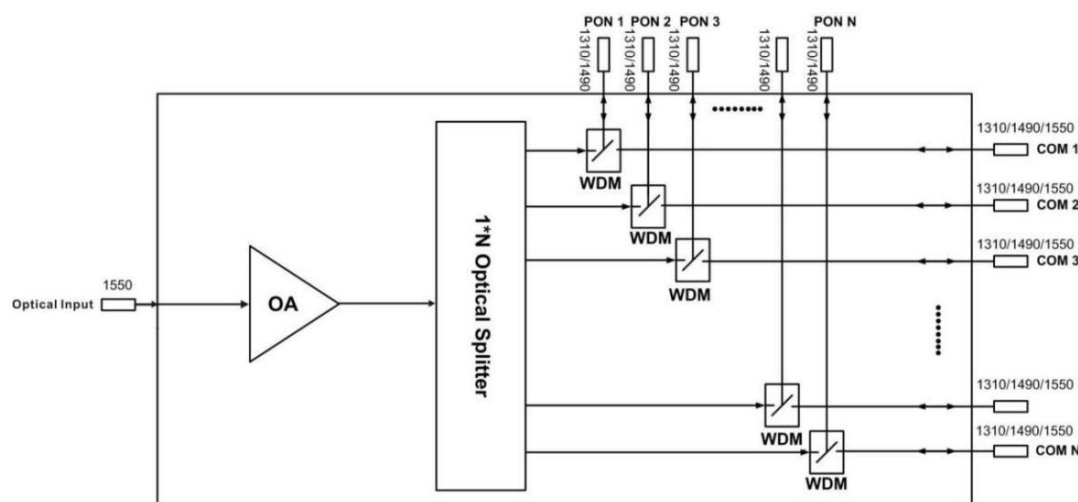 PON 1 PON 2 PON 3 PON N
1310/1490 1310/1490 1310/1490 1310/1490 1310/1490
1310/1490/1550
COM 1
WDM
1310/1490/1550
COM 2
WDM
1310/1490/1550
COM 3
WDM
1550
Optical Input
OA
1*N Optical Splitter
1310/1490/1550
WDM
1310/1490/1550
COM N
WDM